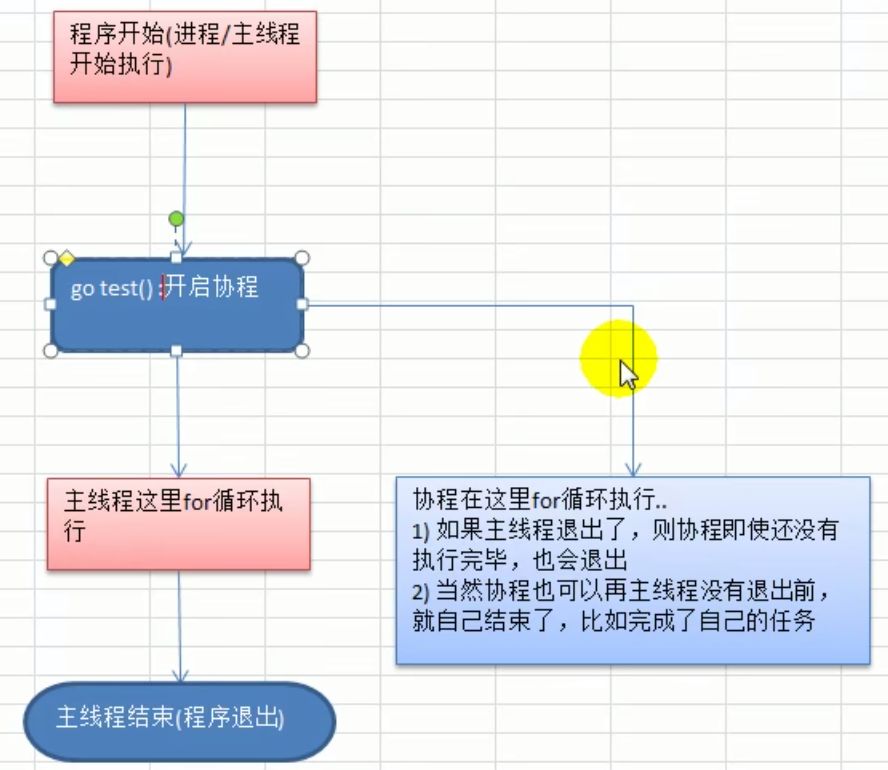 程序开始(进程/主线程
开始执行)
go test() :开启协程
主线程这里for循环执
行
协程在这里for循环执行..
1) 如果主线程退出了，则协程即使还没有
执行完毕，也会退出
2) 当然协程也可以再主线程没有退出前，
就自己结束了，比如完成了自己的任务
主线程结束(程序退出)